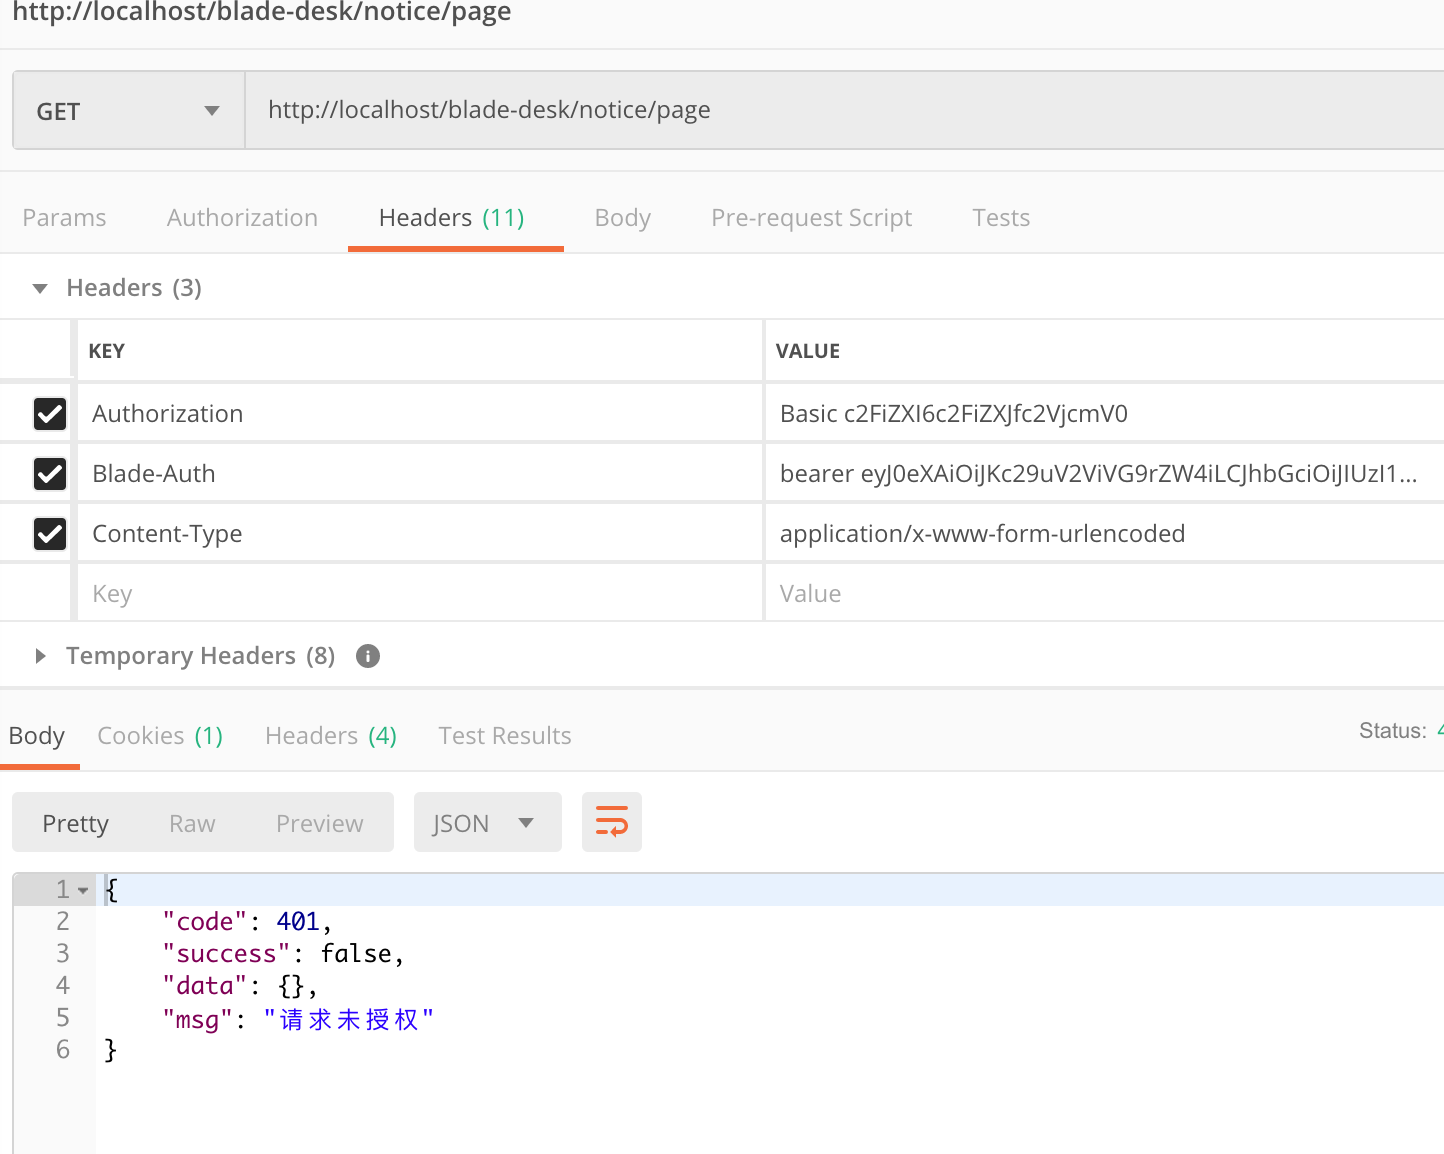 http://localhost/blade-desk/notice/page
GET http://localhost/blade-desk/notice/page
Params Authorization Headers (11) Body Pre-request Script Tests
Headers (3)
KEY VALUE
Authorization Basic c2FiZXI6c2FiZXJfc2VjcmV0
Blade-Auth bearer eyJ0eXAiOiJKc29uV2ViVG9rZW4iLCJhbGciOiJIUzI1...
Content-Type application/x-www-form-urlencoded
Key Value
Temporary Headers (8)
Body Cookies (1) Headers (4) Test Results Status: 4
Pretty Raw Preview JSON
1 {
2 "code": 401,
3 "success": false,
4 "data": {},
5 "msg": "请求未授权"
6 }